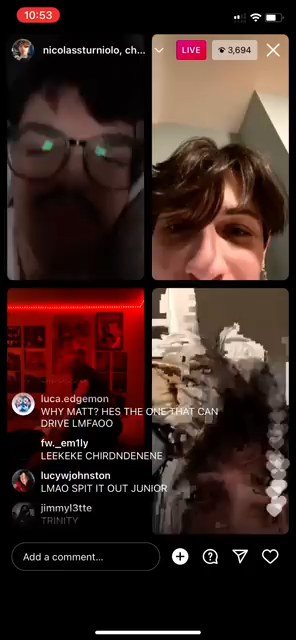 10:53
nicolassturniolo, ch...
LIVE
3,694
luca.edgemon
WHY MATT? HES THE ONE THAT CAN
DRIVE LMFAOO
fw._em1ly
LEEKEKE CHIRDNDENENE
lucywjohnston
LMAO SPIT IT OUT JUNIOR
jimmyl3tte
TRINITY
Add a comment...